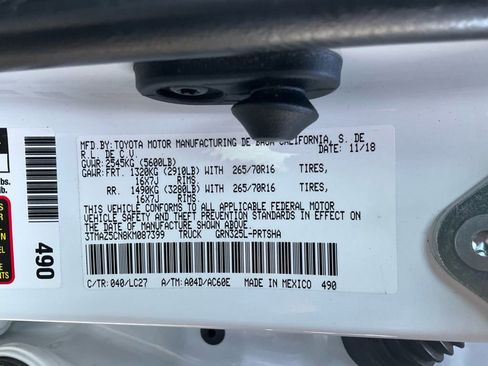 MFD.BY:TOYOTA MOTOR MANUFACTURING DE BAJA CALIFORNIA, S. DE
R.L. DE C.V. DATE: 11/18
GVWR:2545KG (5600LB)
GAWR:FRT. 1320KG (2910LB) WITH 265/70R16 TIRES,
16X7J RIMS
RR. 1490KG (3280LB) WITH 265/70R16 TIRES,
16X7J RIMS
THIS VEHICLE CONFORMS TO ALL APPLICABLE FEDERAL MOTOR
VEHICLE SAFETY AND THEFT PREVENTION STANDARDS IN EFFECT ON
THE DATE OF MANUFACTURE SHOWN ABOVE.
3TMAZ5CN8KM087399 TRUCK GRN325L-PRTSHA
C/TR:040/LC27 A/TM:A04D/AC60E MADE IN MEXICO 490
490
lbs.